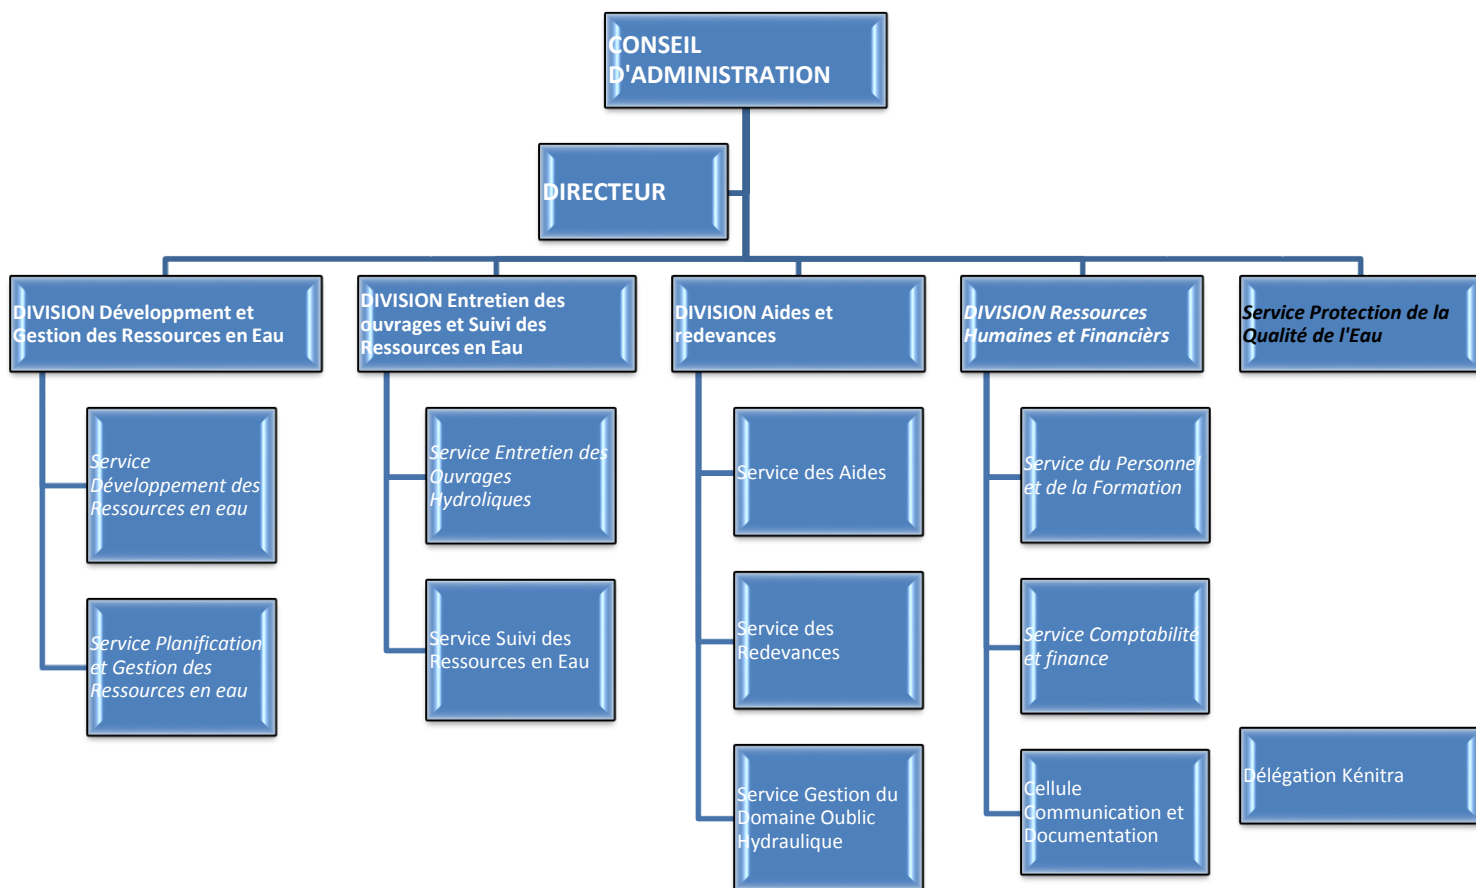 CONSEIL
D'ADMINISTRATION
DIRECTEUR
DIVISION Développment et
Gestion des Ressources en Eau
DIVISION Entretien des
ouvrages et Suivi des
Ressources en Eau
DIVISION Aides et
redevances
DIVISION Ressources
Humaines et Financièrs
Service Protection de la
Qualité de l'Eau
Service
Développement des
Ressources en eau
Service Planification
et Gestion des
Ressources en eau
Service Entretien des
Ouvrages
Hydroliques
Service Suivi des
Ressources en Eau
Service des Aides
Service des
Redevances
Service Gestion du
Domaine Oublic
Hydraulique
Service du Personnel
et de la Formation
Service Comptabilité
et finance
Cellule
Communication et
Documentation
Délégation Kénitra